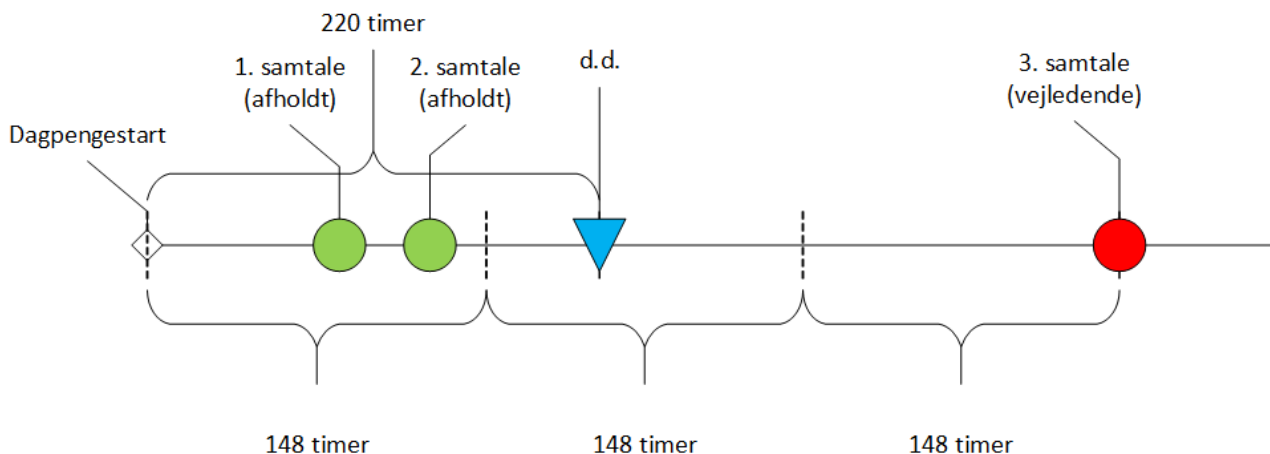 220 timer
1. samtale
(afholdt)
2. samtale
(afholdt)
d.d.
3. samtale
(vejledende)
Dagpengestart
148 timer
148 timer
148 timer